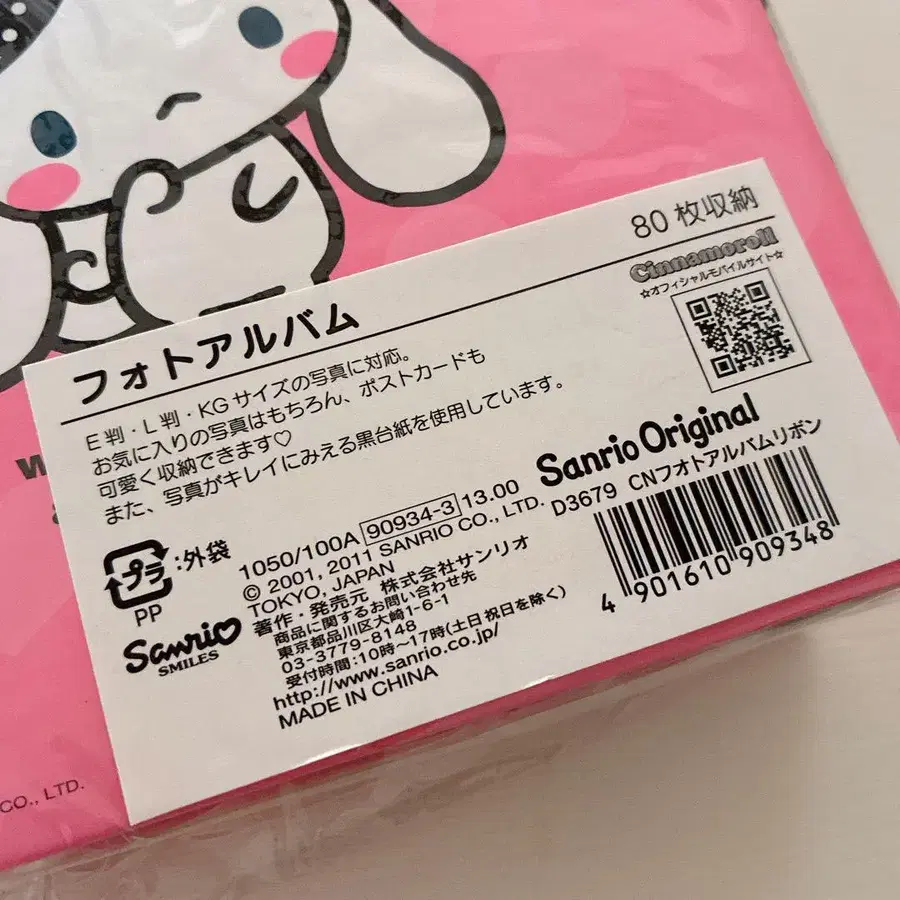 80枚収納
Cinnamoroll
☆オフィシャルモバイルサイト☆
フォトアルバム
E判・L判・KGサイズの写真に対応。
お気に入りの写真はもちろん、ポストカードも
可愛く収納できます♡
また、写真がキレイにみえる黒台紙を使用しています。
Sanrio Original
D3679 CNフォトアルバムリボン
4 901610 909348
プラ :外袋
PP
Sanrio
SMILES
1050/100A 90934-3 13.00
© 2001, 2011 SANRIO CO., LTD.
TOKYO, JAPAN
著作・発売元 株式会社サンリオ
商品に関するお問い合わせ先
東京都品川区大崎1-6-1
03-3779-8148
受付時間:10時〜17時(土日祝日を除く)
http://www.sanrio.co.jp/
MADE IN CHINA
CO., LTD.